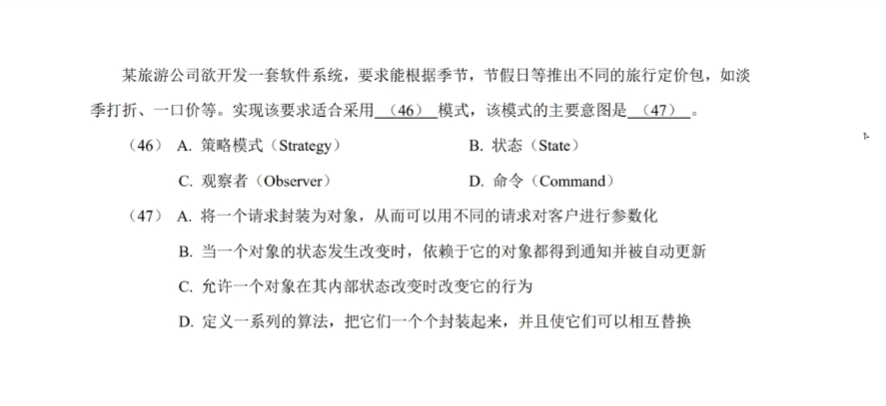 某旅游公司欲开发一套软件系统，要求能根据季节，节假日等推出不同的旅行定价包，如淡
季打折、一口价等。实现该要求适合采用 （46） 模式，该模式的主要意图是 （47） 。
（46） A. 策略模式（Strategy） B. 状态（State）
C. 观察者（Observer） D. 命令（Command）
（47） A. 将一个请求封装为对象，从而可以用不同的请求对客户进行参数化
B. 当一个对象的状态发生改变时，依赖于它的对象都得到通知并被自动更新
C. 允许一个对象在其内部状态改变时改变它的行为
D. 定义一系列的算法，把它们一个个封装起来，并且使它们可以相互替换